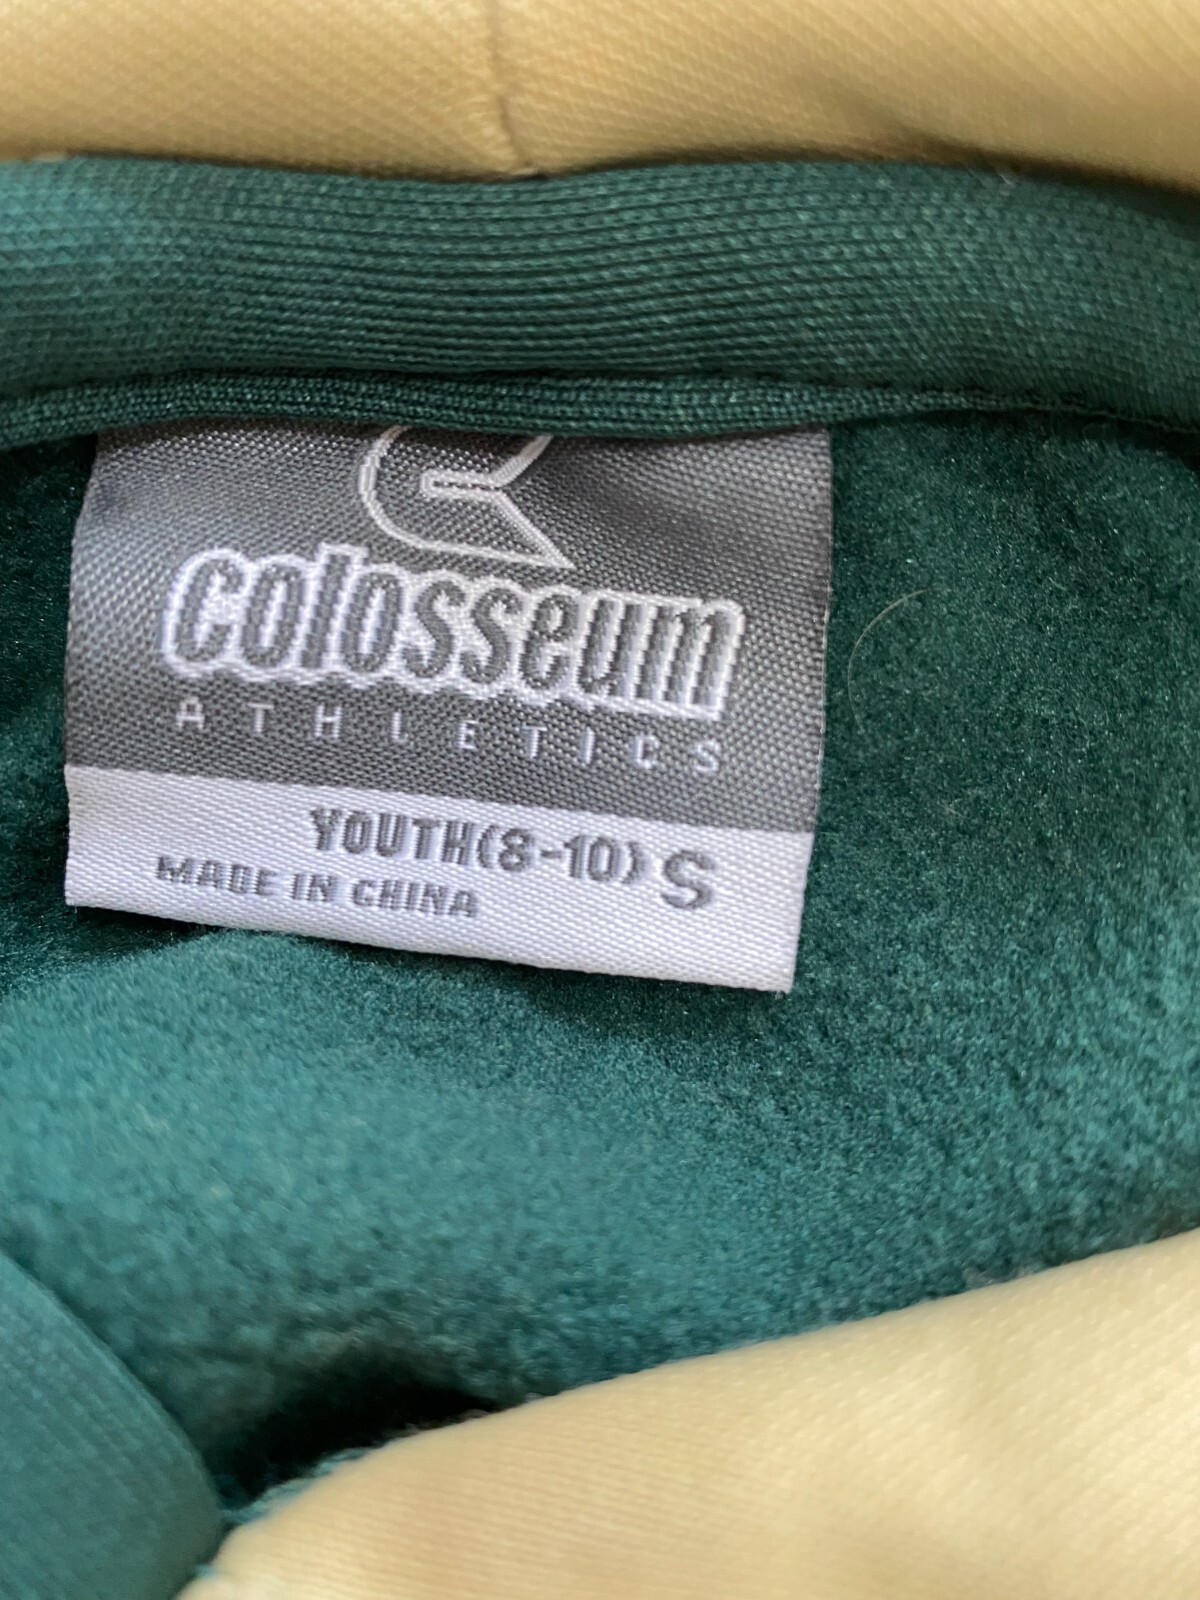 colosseum
ATHLETICS
YOUTH(8-10) S
MADE IN CHINA